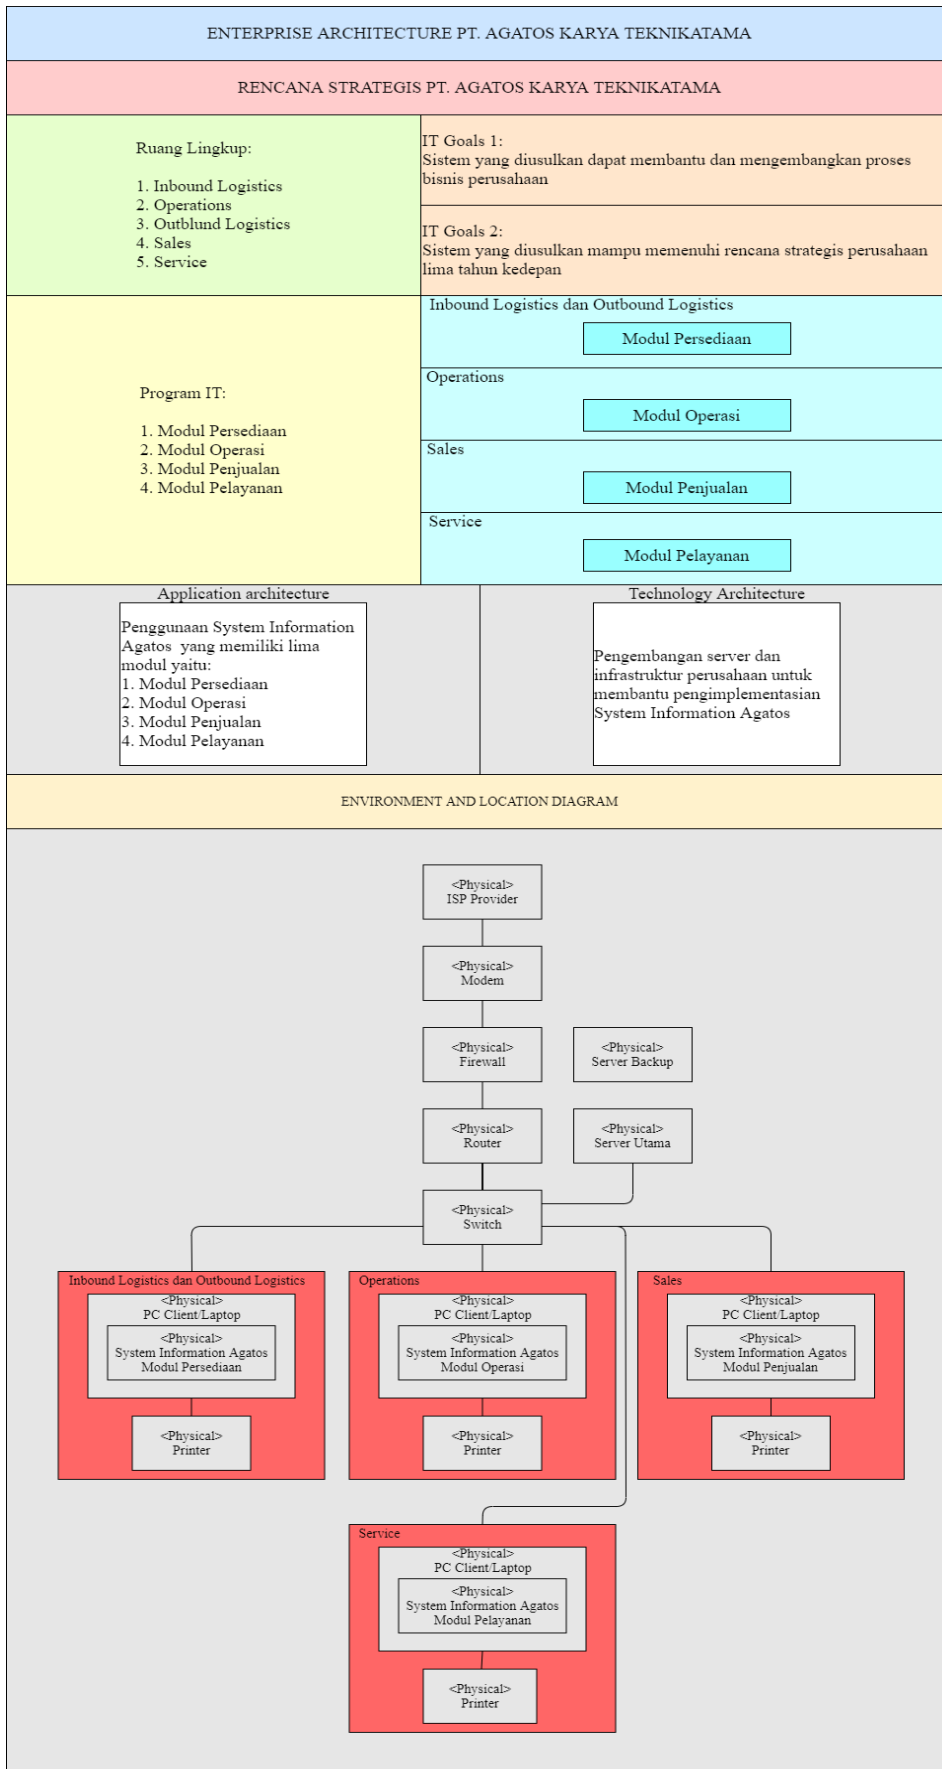 ENTERPRISE ARCHITECTURE PT. AGATOS KARYA TEKNIKATAMA
RENCANA STRATEGIS PT. AGATOS KARYA TEKNIKATAMA
Ruang Lingkup:
1. Inbound Logistics
2. Operations
3. Outblund Logistics
4. Sales
5. Service
IT Goals 1:
Sistem yang diusulkan dapat membantu dan mengembangkan proses
bisnis perusahaan
IT Goals 2:
Sistem yang diusulkan mampu memenuhi rencana strategis perusahaan
lima tahun kedepan
Program IT:
1. Modul Persediaan
2. Modul Operasi
3. Modul Penjualan
4. Modul Pelayanan
Inbound Logistics dan Outbound Logistics
Modul Persediaan
Operations
Modul Operasi
Sales
Modul Penjualan
Service
Modul Pelayanan
Application architecture
Penggunaan System Information
Agatos yang memiliki lima
modul yaitu:
1. Modul Persediaan
2. Modul Operasi
3. Modul Penjualan
4. Modul Pelayanan
Technology Architecture
Pengembangan server dan
infrastruktur perusahaan untuk
membantu pengimplementasian
System Information Agatos
ENVIRONMENT AND LOCATION DIAGRAM
<Physical>
ISP Provider
<Physical>
Modem
<Physical>
Firewall
<Physical>
Server Backup
<Physical>
Router
<Physical>
Server Utama
<Physical>
Switch
Inbound Logistics dan Outbound Logistics
<Physical>
PC Client/Laptop
<Physical>
System Information Agatos
Modul Persediaan
<Physical>
Printer
Operations
<Physical>
PC Client/Laptop
<Physical>
System Information Agatos
Modul Operasi
<Physical>
Printer
Sales
<Physical>
PC Client/Laptop
<Physical>
System Information Agatos
Modul Penjualan
<Physical>
Printer
Service
<Physical>
PC Client/Laptop
<Physical>
System Information Agatos
Modul Pelayanan
<Physical>
Printer